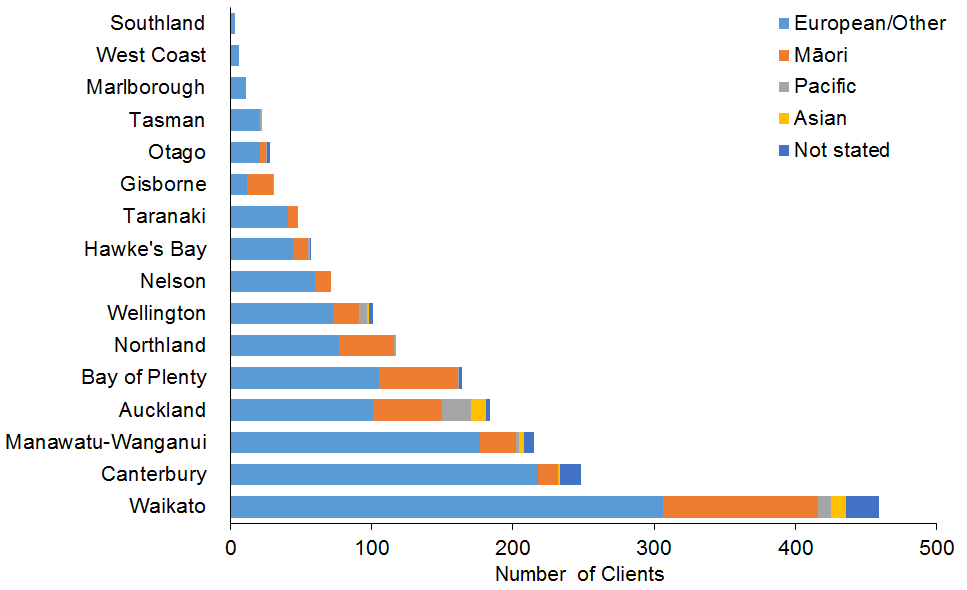 Southland
West Coast
Marlborough
Tasman
Otago
Gisborne
Taranaki
Hawke's Bay
Nelson
Wellington
Northland
Bay of Plenty
Auckland
Manawatu-Wanganui
Canterbury
Waikato
European/Other
Māori
Pacific
Asian
Not stated
0 100 200 300 400 500
Number of Clients